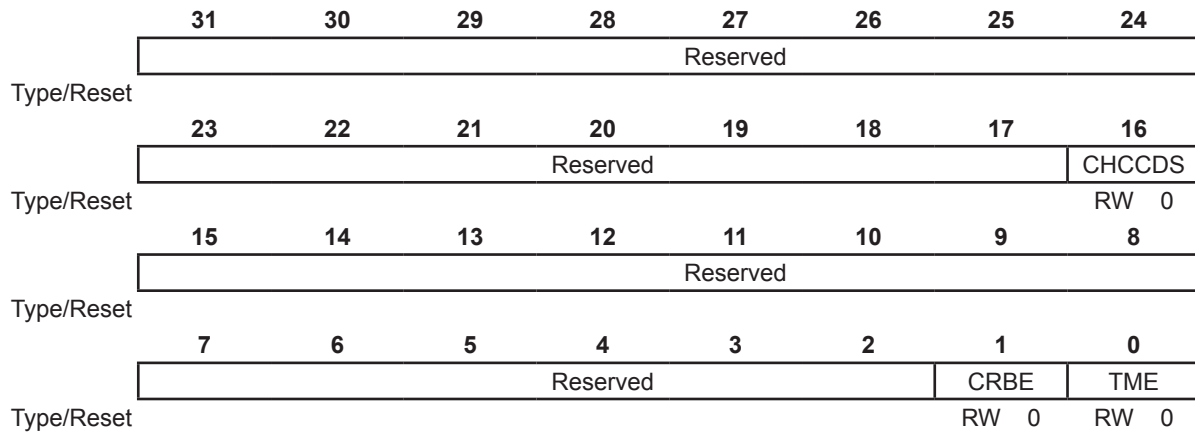 31 30 29 28 27 26 25 24
Reserved
Type/Reset
23 22 21 20 19 18 17 16
Reserved CHCCDS
Type/Reset RW 0
15 14 13 12 11 10 9 8
Reserved
Type/Reset
7 6 5 4 3 2 1 0
Reserved CRBE TME
Type/Reset RW 0 RW 0